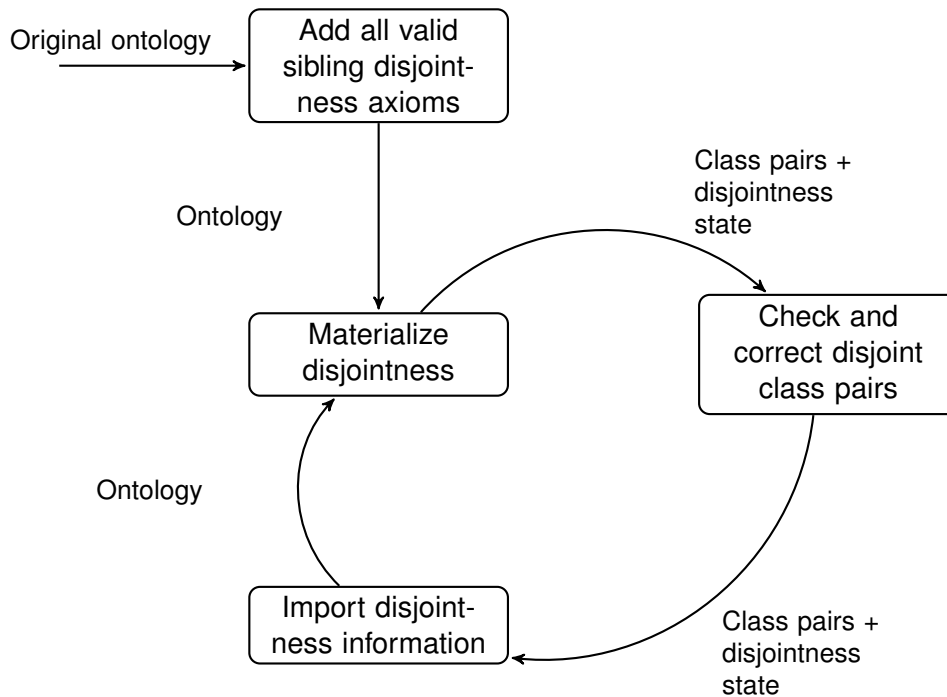 Original ontology
Add all valid
sibling disjoint-
ness axioms
Class pairs +
disjointness
state
Ontology
Materialize
disjointness
Check and
correct disjoint
class pairs
Ontology
Import disjoint-
ness information
Class pairs +
disjointness
state